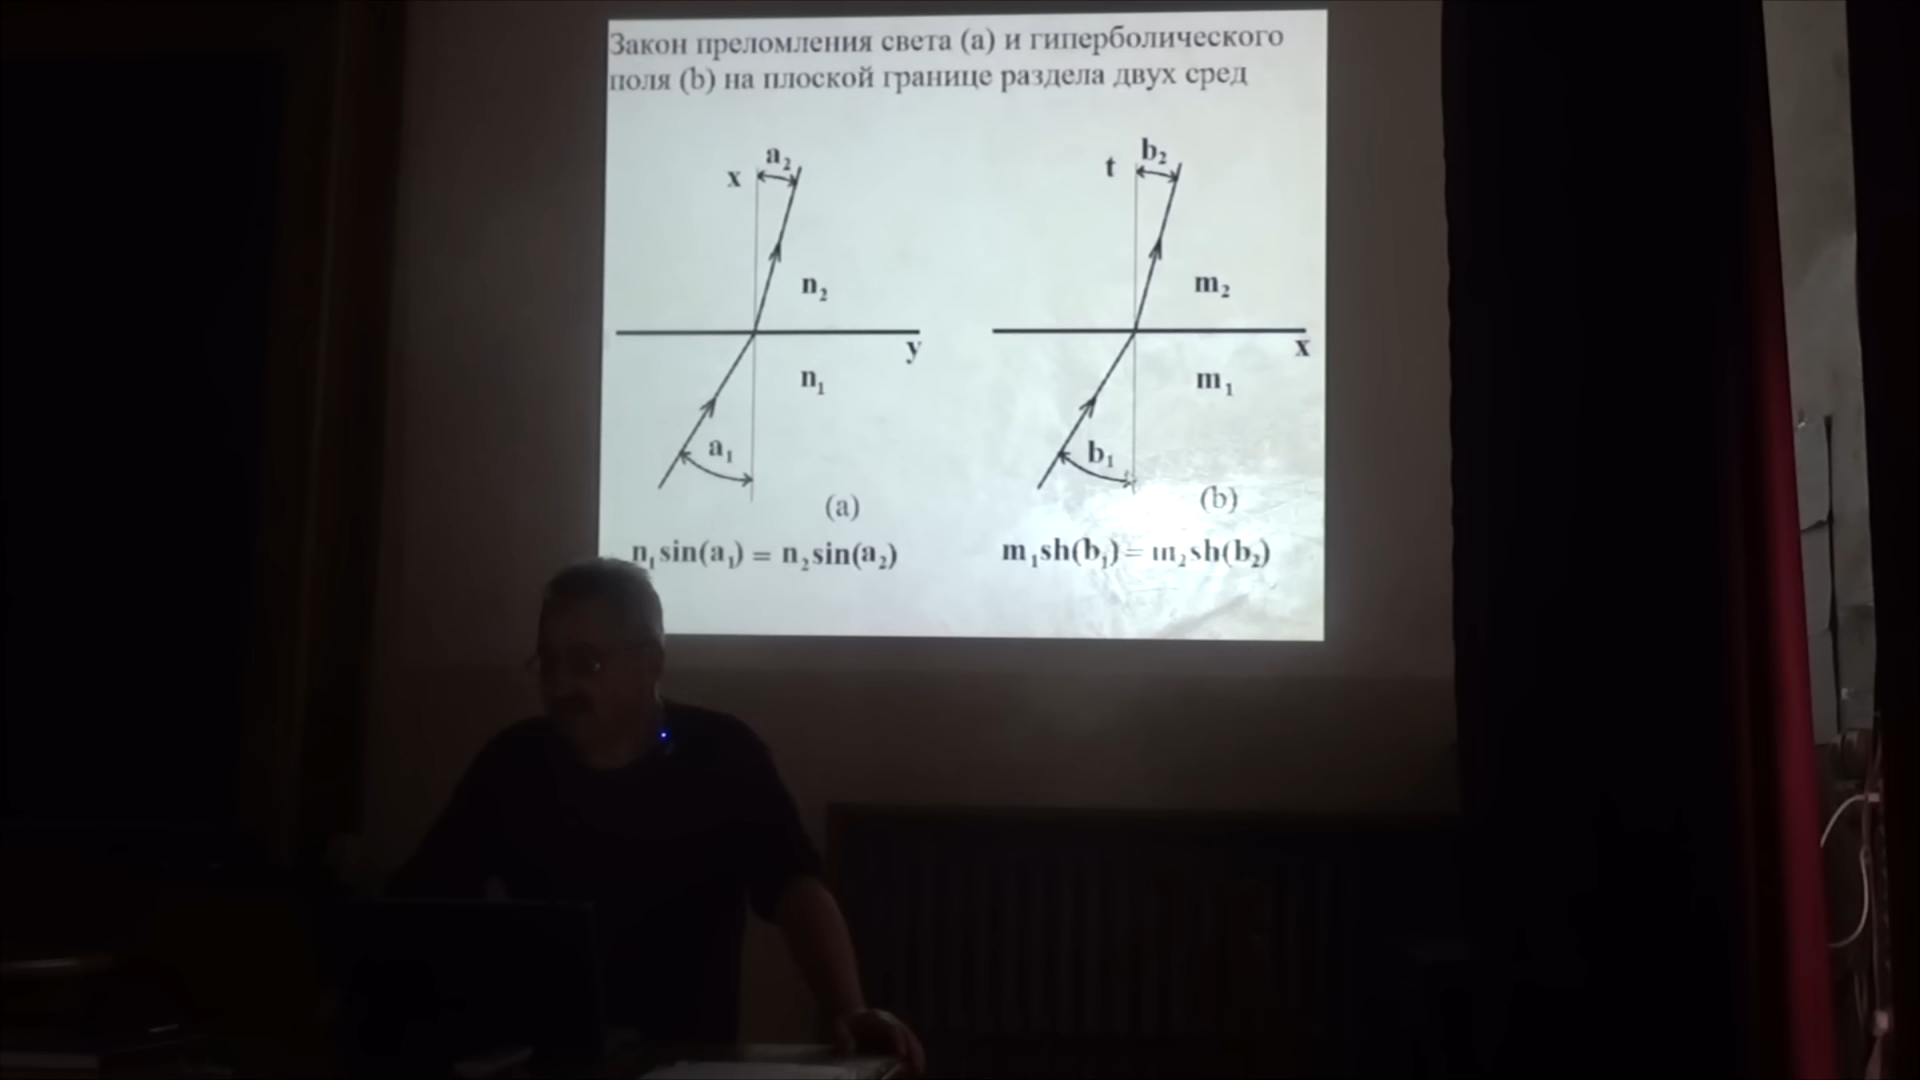 Закон преломления света (a) и гиперболического
поля (b) на плоской границе раздела двух сред
x a₂
n₂
y
n₁
a₁
(a)
n₁sin(a₁) = n₂sin(a₂)
t b₂
m₂
x
m₁
b₁
(b)
m₁sh(b₁) = m₂sh(b₂)